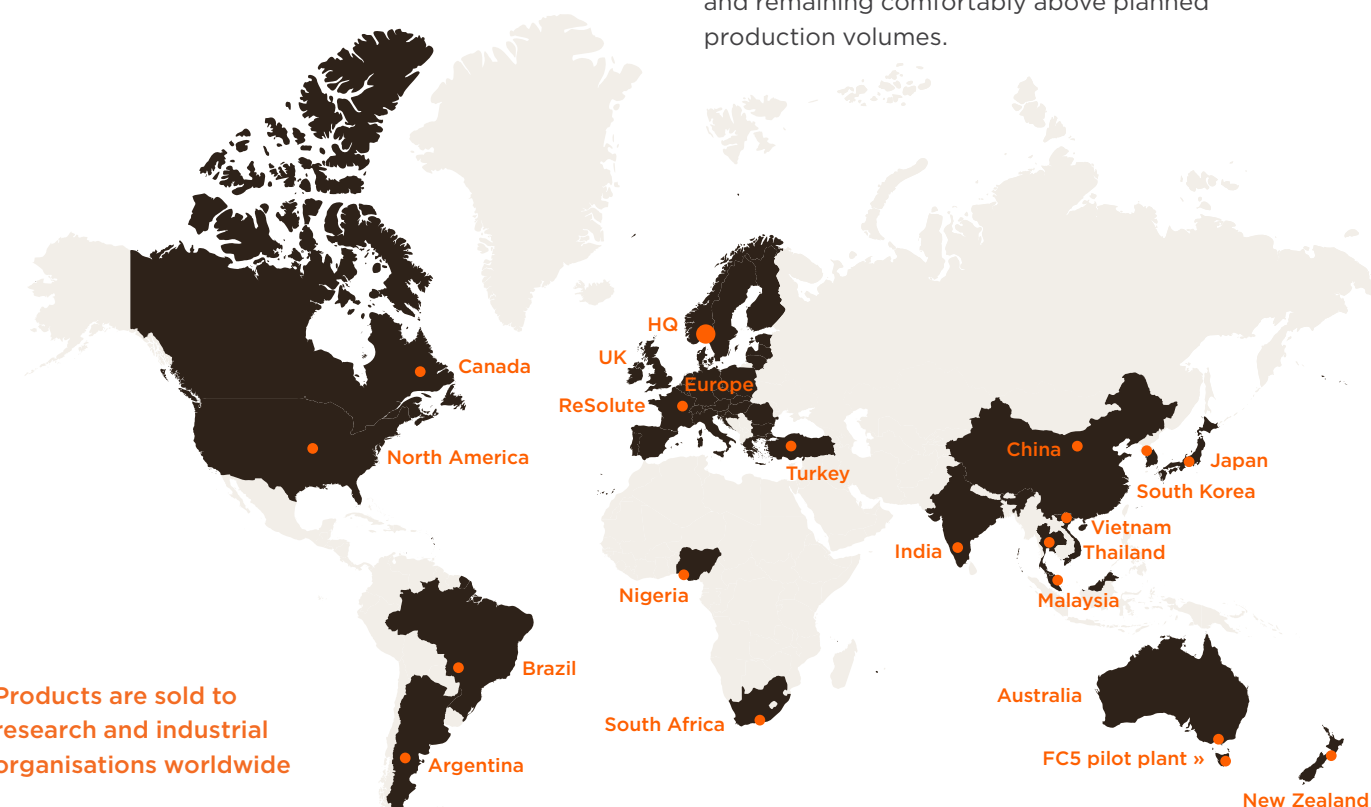 and remaining comfortably above planned
production volumes.
HQ
UK
Canada
Europe
ReSolute
North America
Turkey
China
Japan
South Korea
Vietnam
India
Thailand
Nigeria
Malaysia
Brazil
Products are sold to
research and industrial
organisations worldwide
Australia
South Africa
FC5 pilot plant »
Argentina
New Zealand